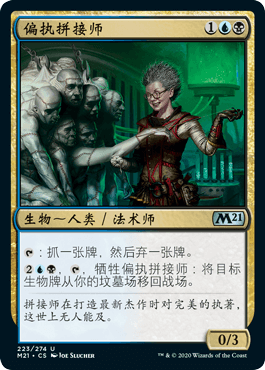 偏执拼接师 1
生物～人类／法术师 M21
：抓一张牌，然后弃一张牌。
2，，牺牲偏执拼接师：将目标
生物牌从你的坟墓场移回战场。
拼接师在打造最新杰作时对完美的执著，
这世上无人能及。
0/3
223/274 U
M21 • CS JOE SLUCHER
™ & © 2020 Wizards of the Coast